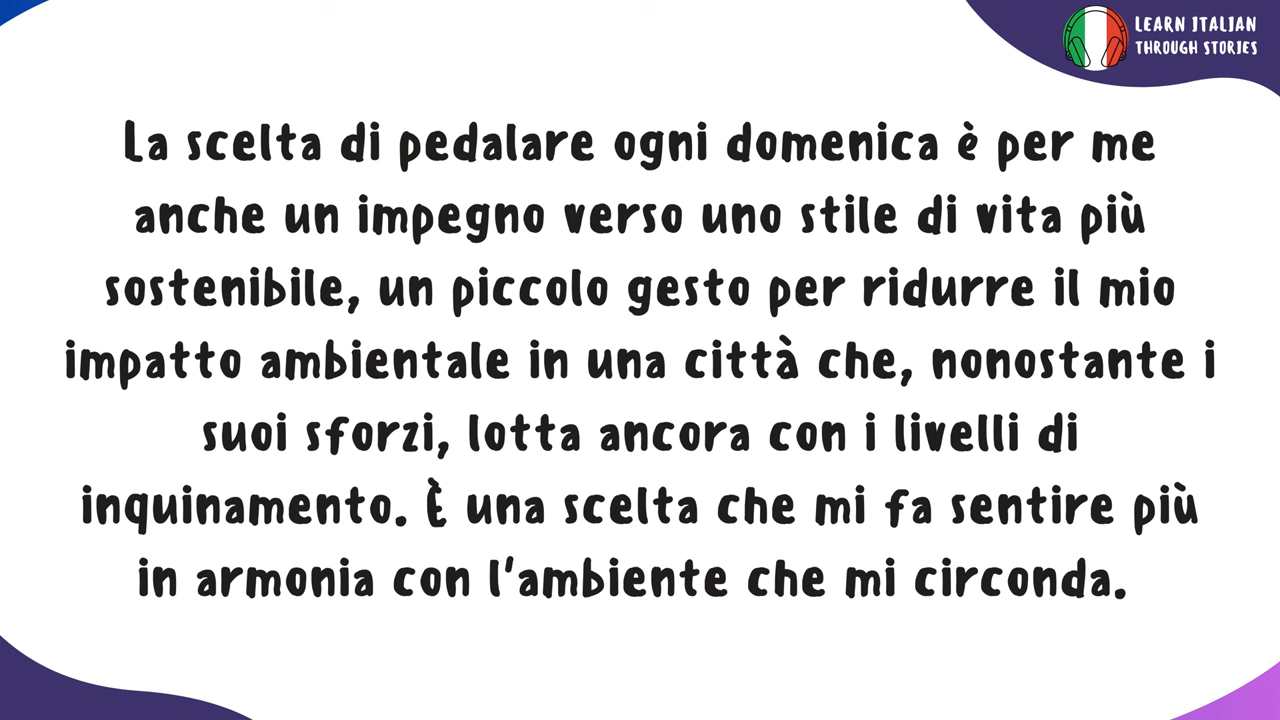 LEARN ITALIAN
THROUGH STORIES
La scelta di pedalare ogni domenica è per me
anche un impegno verso uno stile di vita più
sostenibile, un piccolo gesto per ridurre il mio
impatto ambientale in una città che, nonostante i
suoi sforzi, lotta ancora con i livelli di
inquinamento. È una scelta che mi fa sentire più
in armonia con l'ambiente che mi circonda.